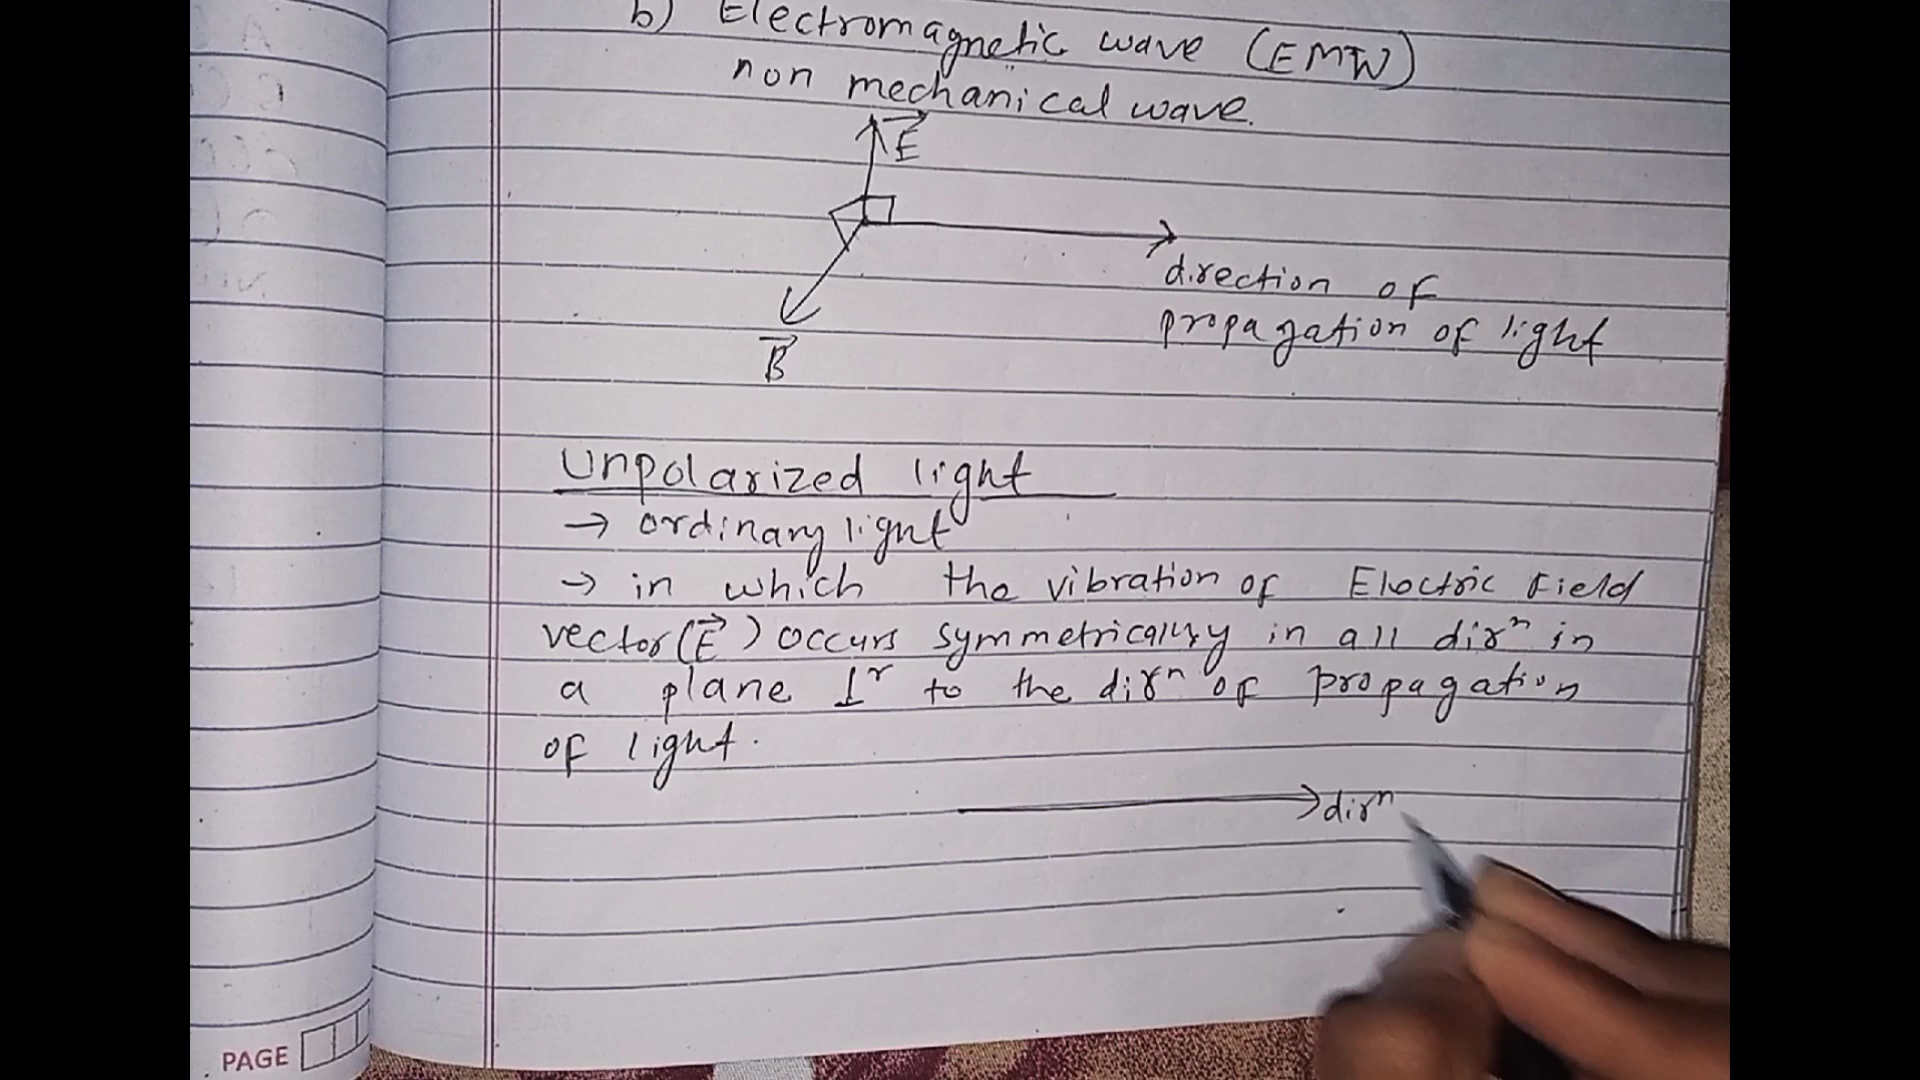 b) Electromagnetic wave (EMW)
non mechanical wave.
E
direction of
propagation of light
B
Unpolarized light
→ ordinary light
→ in which the vibration of Electric Field
vector (E) occurs symmetrically in all dirⁿ in
a plane ⊥ʳ to the dirⁿ of propagation
of light.
dirⁿ
PAGE